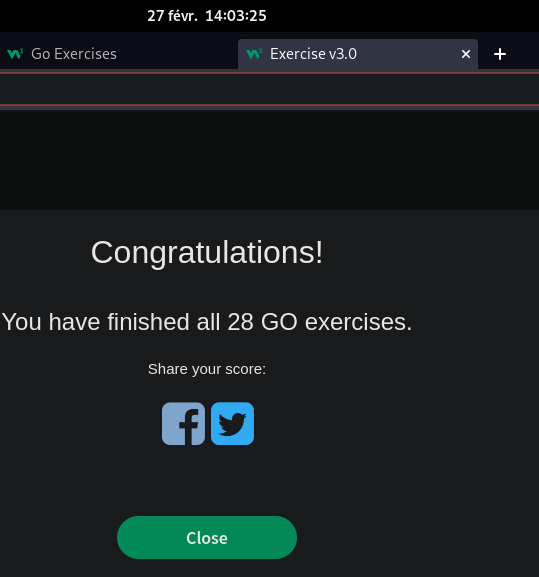 27 févr. 14:03:25
Go Exercises
Exercise v3.0
Congratulations!
You have finished all 28 GO exercises.
Share your score:
Close